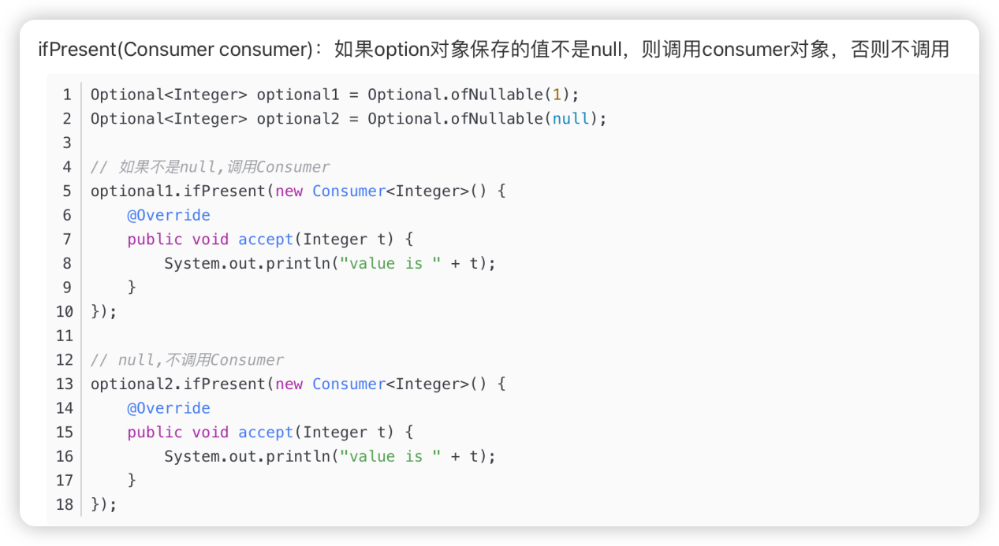 ifPresent(Consumer consumer)：如果option对象保存的值不是null，则调用consumer对象，否则不调用
1 Optional<Integer> optional1 = Optional.ofNullable(1);
2 Optional<Integer> optional2 = Optional.ofNullable(null);
3
4 // 如果不是null,调用Consumer
5 optional1.ifPresent(new Consumer<Integer>() {
6     @Override
7     public void accept(Integer t) {
8         System.out.println("value is " + t);
9     }
10 });
11
12 // null,不调用Consumer
13 optional2.ifPresent(new Consumer<Integer>() {
14     @Override
15     public void accept(Integer t) {
16         System.out.println("value is " + t);
17     }
18 });